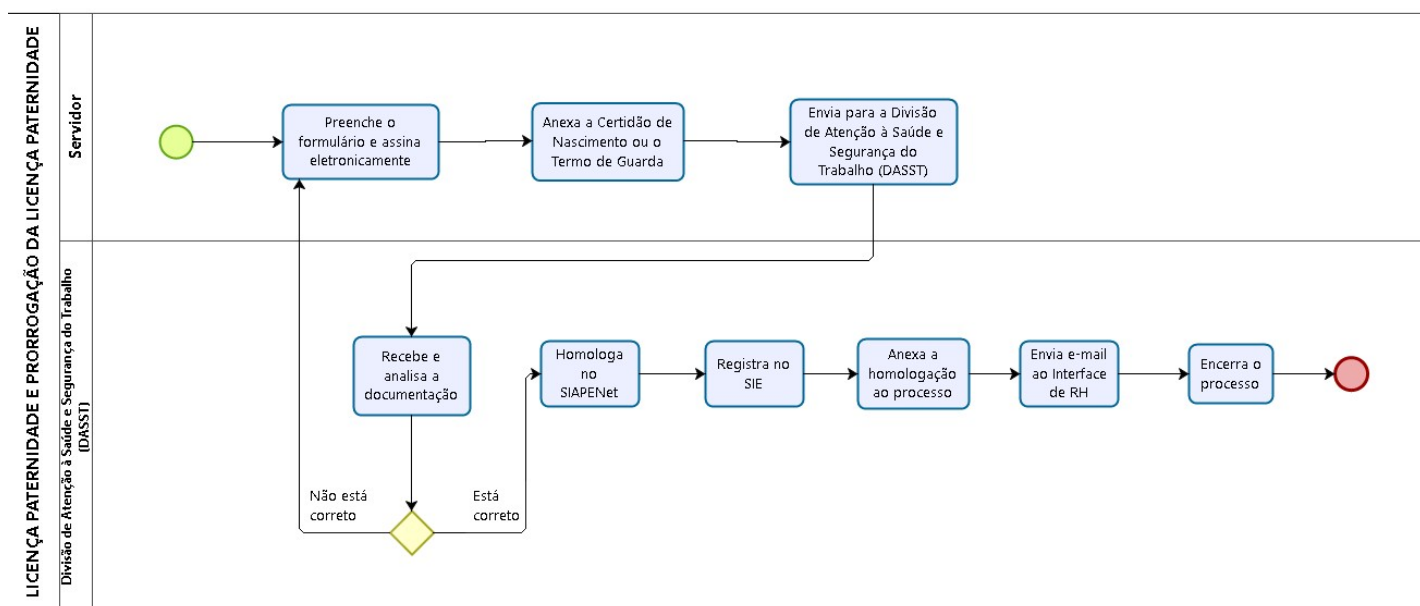 LICENÇA PATERNIDADE E PRORROGAÇÃO DA LICENÇA PATERNIDADE
Servidor
Preenche o
formulário e assina
eletronicamente
Anexa a Certidão de
Nascimento ou o
Termo de Guarda
Envia para a Divisão
de Atenção à Saúde e
Segurança do
Trabalho (DASST)
Divisão de Atenção à Saúde e Segurança do Trabalho
(DASST)
Recebe e
analisa a
documentação
Não está
correto
Está
correto
Homologa
no
SIAPENet
Registra no
SIE
Anexa a
homologação
ao processo
Envia e-mail
ao Interface
de RH
Encerra o
processo